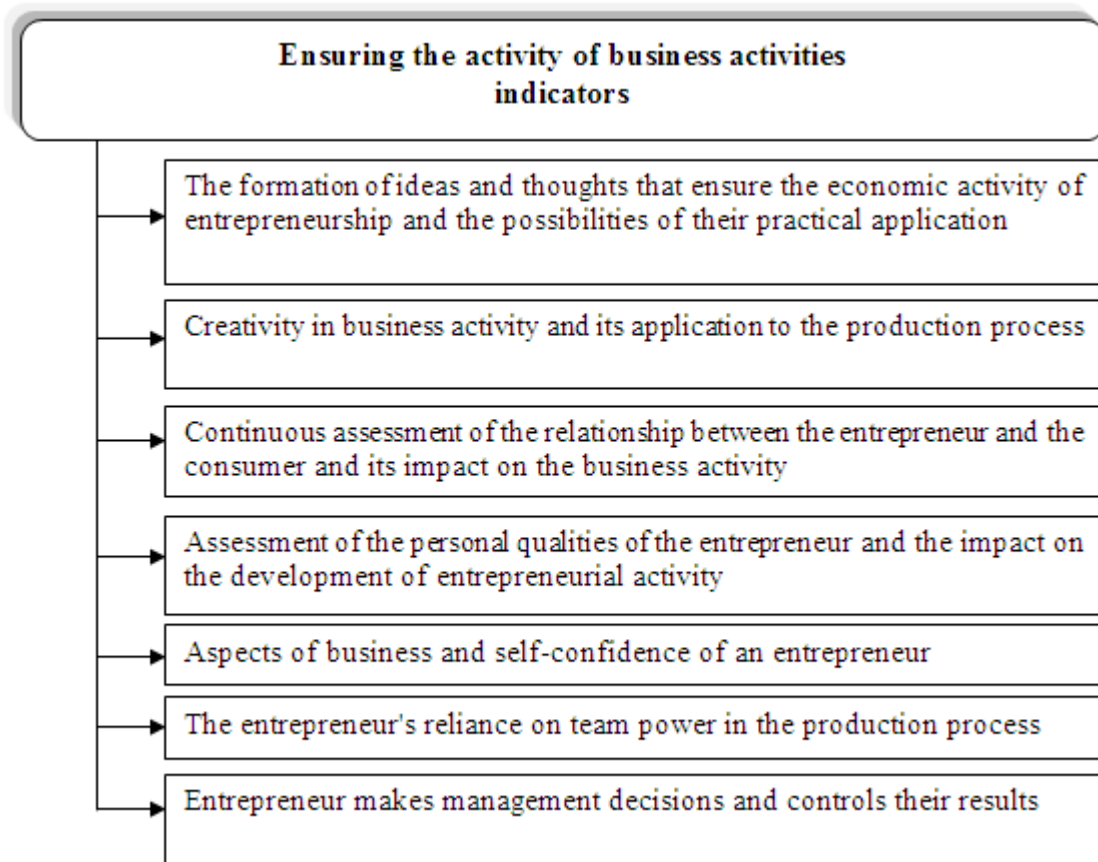 Ensuring the activity of business activities
indicators
The formation of ideas and thoughts that ensure the economic activity of
entrepreneurship and the possibilities of their practical application
Creativity in business activity and its application to the production process
Continuous assessment of the relationship between the entrepreneur and the
consumer and its impact on the business activity
Assessment of the personal qualities of the entrepreneur and the impact on
the development of entrepreneurial activity
Aspects of business and self-confidence of an entrepreneur
The entrepreneur's reliance on team power in the production process
Entrepreneur makes management decisions and controls their results